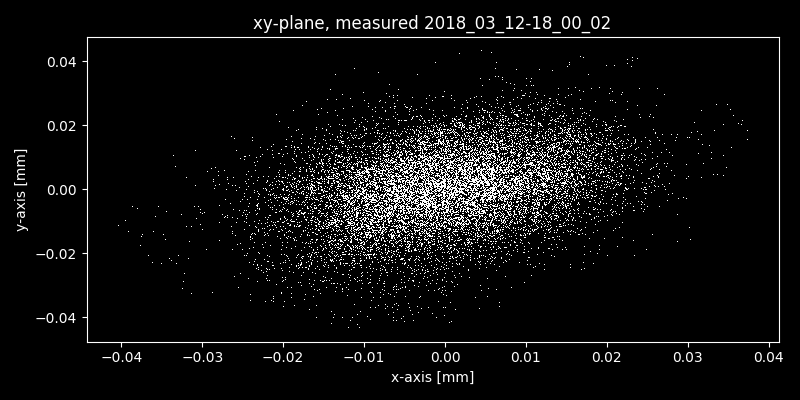 xy-plane, measured 2018_03_12-18_00_02
0.04
0.02
0.00
−0.02
−0.04
y-axis [mm]
−0.04 −0.03 −0.02 −0.01 0.00 0.01 0.02 0.03 0.04
x-axis [mm]